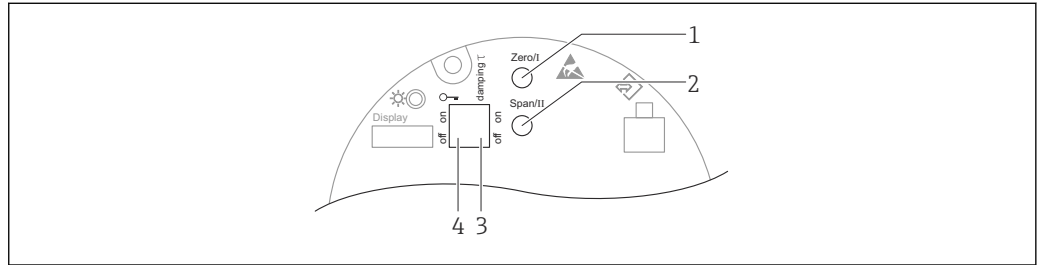 1
Zero/I
damping τ
2
Span/II
Display
on
off
on
off
4 3